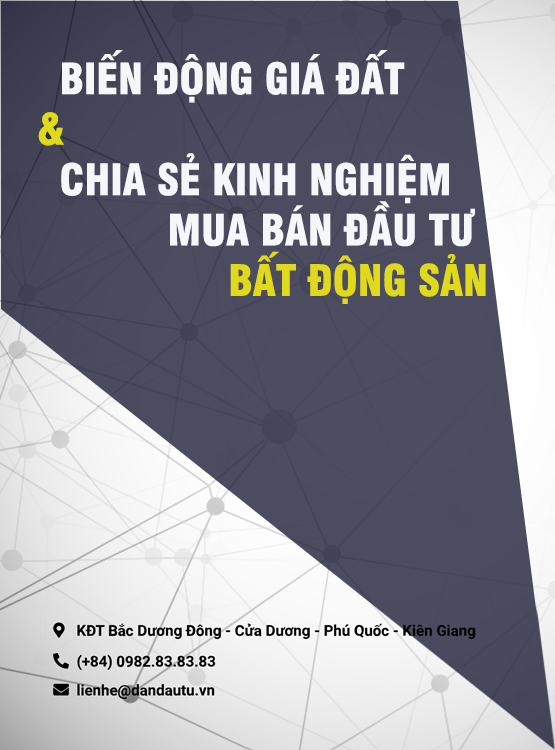 BIẾN ĐỘNG GIÁ ĐẤT
&
CHIA SẺ KINH NGHIỆM
MUA BÁN ĐẦU TƯ
BẤT ĐỘNG SẢN
KĐT Bắc Dương Đông - Cửa Dương - Phú Quốc - Kiên Giang
(+84) 0982.83.83.83
lienhe@dandautu.vn